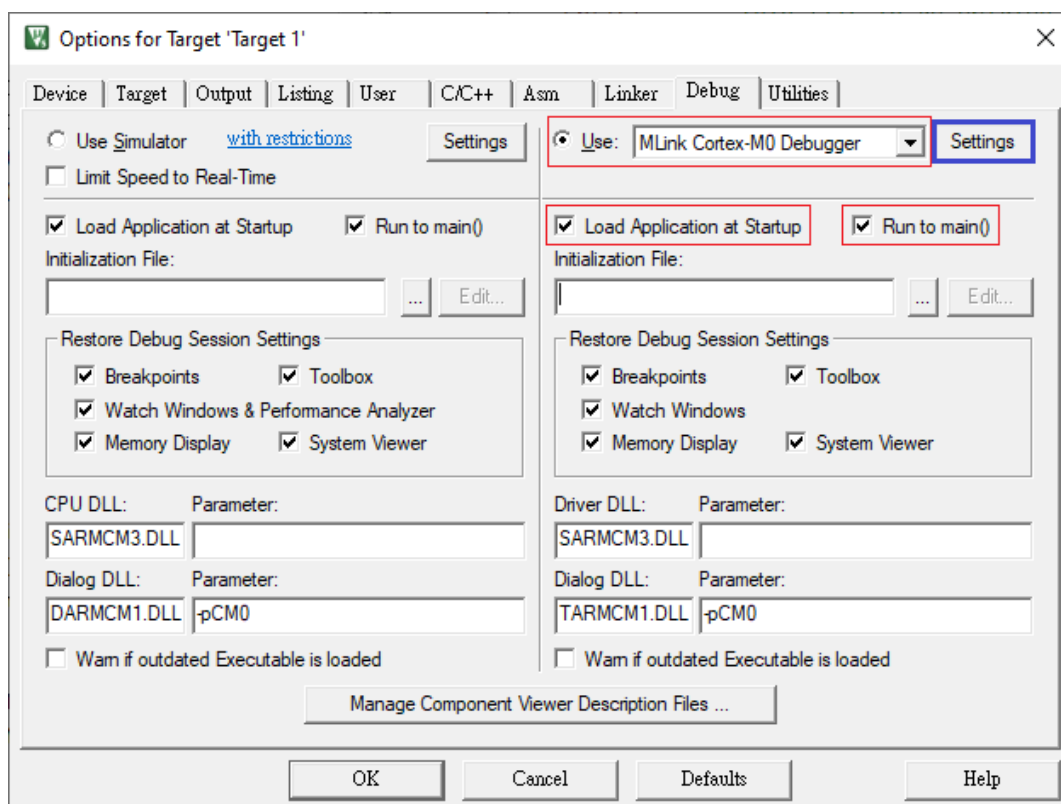 Options for Target 'Target 1'
Device Target Output Listing User C/C++ Asm Linker Debug Utilities
Use Simulator with restrictions Settings
Limit Speed to Real-Time
Load Application at Startup Run to main()
Initialization File:
... Edit...
Restore Debug Session Settings
Breakpoints Toolbox
Watch Windows & Performance Analyzer
Memory Display System Viewer
CPU DLL: Parameter:
SARMCM3.DLL
Dialog DLL: Parameter:
DARMCM1.DLL -pCM0
Warn if outdated Executable is loaded
Use: MLink Cortex-M0 Debugger Settings
Load Application at Startup Run to main()
Initialization File:
... Edit...
Restore Debug Session Settings
Breakpoints Toolbox
Watch Windows
Memory Display System Viewer
Driver DLL: Parameter:
SARMCM3.DLL
Dialog DLL: Parameter:
TARMCM1.DLL -pCM0
Warn if outdated Executable is loaded
Manage Component Viewer Description Files ...
OK Cancel Defaults Help